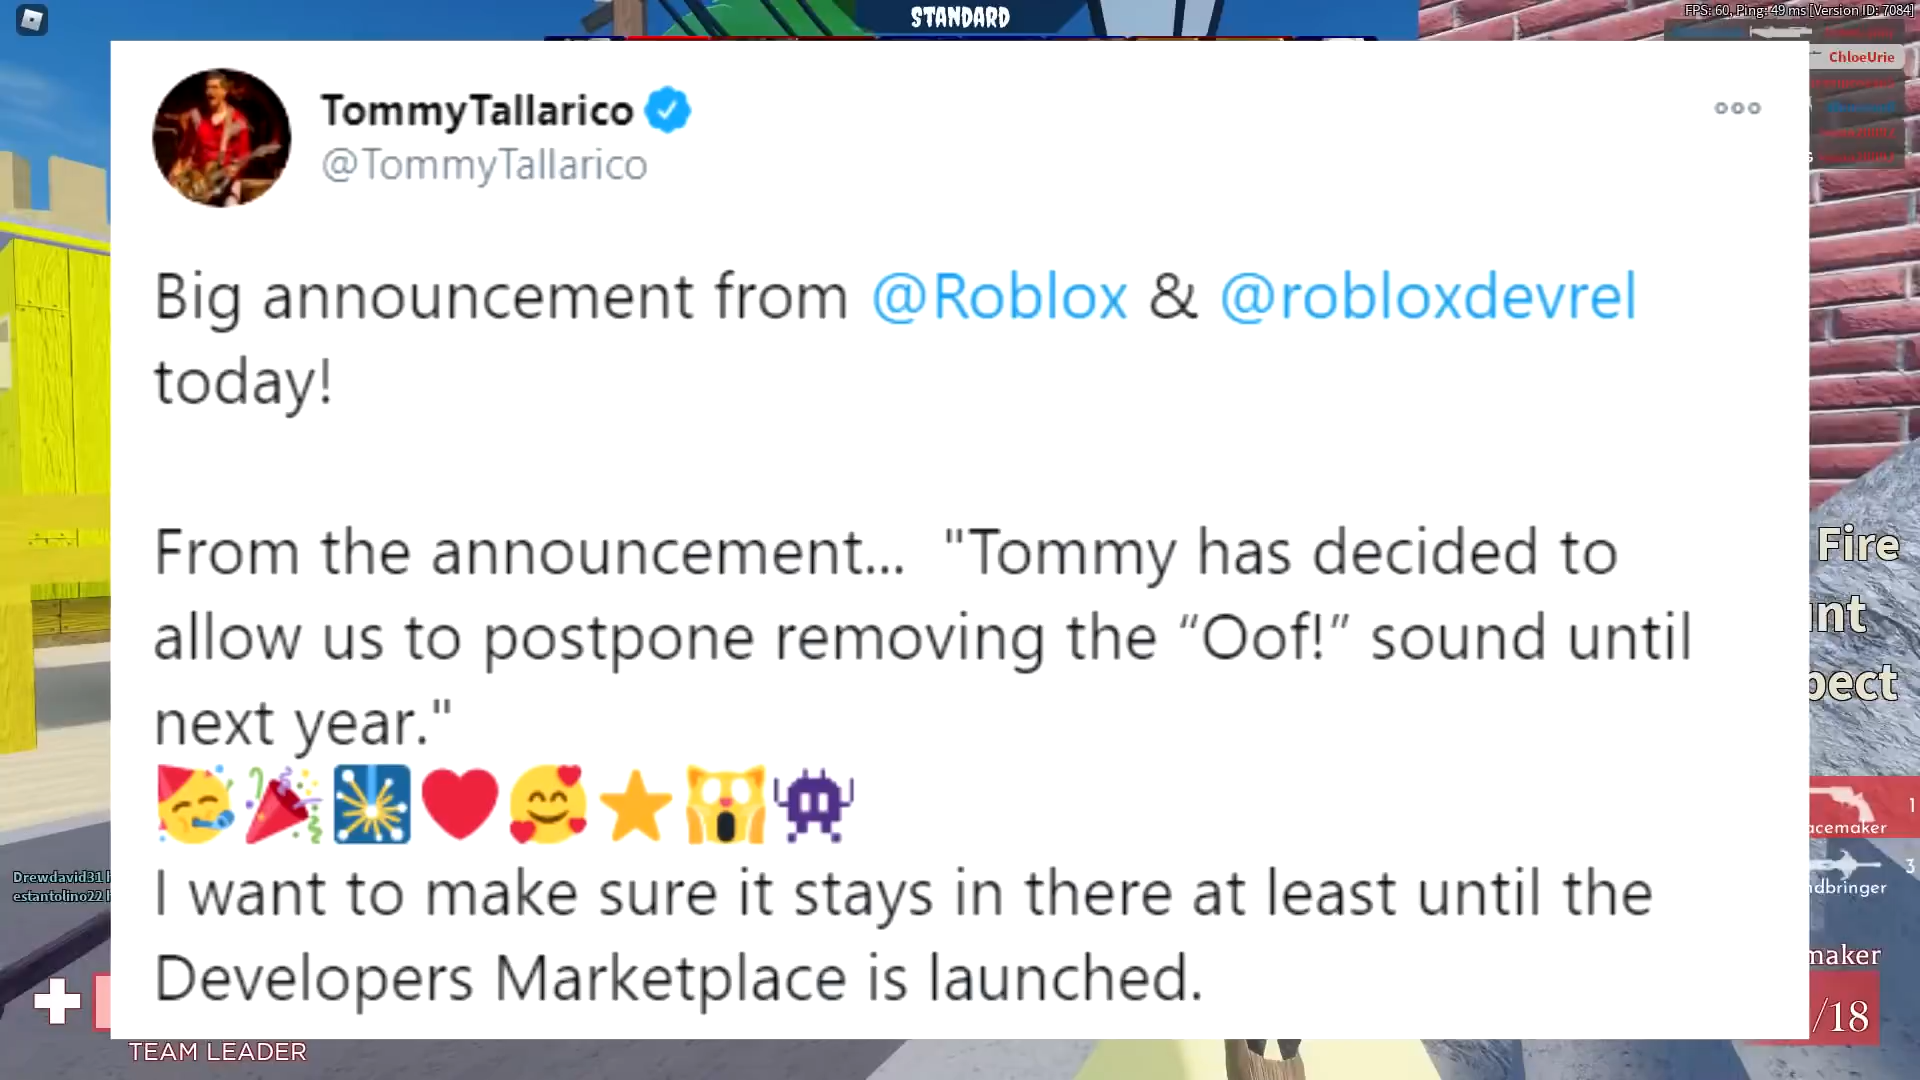 STANDARD
FPS: 60, Ping: 49 ms [Version ID: 7084]
ChloeUrie
TommyTallarico
@TommyTallarico
Big announcement from @Roblox & @robloxdevrel
today!
From the announcement... "Tommy has decided to
allow us to postpone removing the “Oof!” sound until
next year."
🥳🎉🎇❤️🥰⭐🙀👾
I want to make sure it stays in there at least until the
Developers Marketplace is launched.
Fire
unt
pect
1
acemaker
3
ndbringer
maker
/18
Drewdavid31
estantolino22
TEAM LEADER